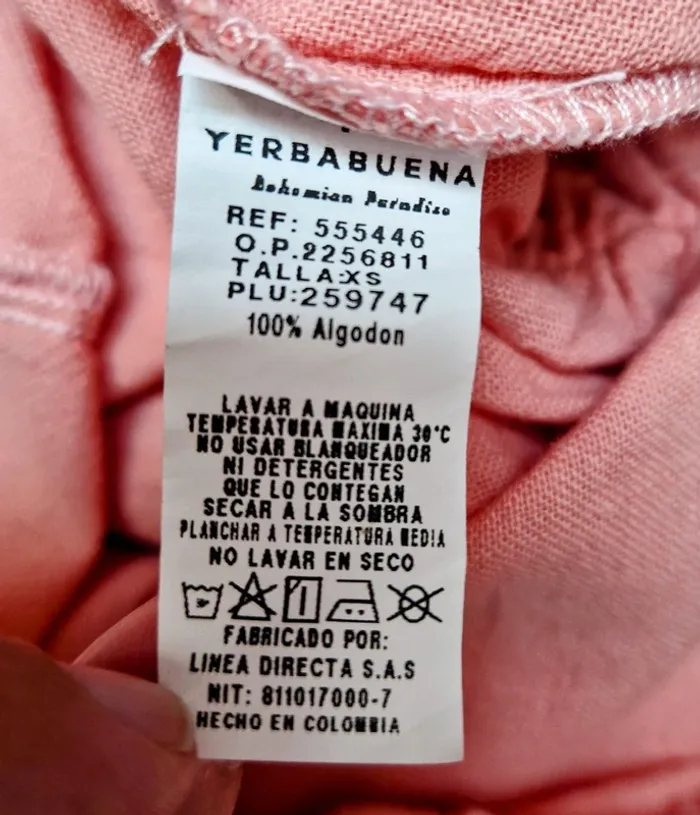 YERBABUENA
Bohemian Paradise
REF: 555446
O.P.2256811
TALLA:XS
PLU:259747
100% Algodon
LAVAR A MAQUINA
TEMPERATURA MAXIMA 30°C
NO USAR BLANQUEADOR
NI DETERGENTES
QUE LO CONTEGAN
SECAR A LA SOMBRA
PLANCHAR A TEMPERATURA MEDIA
NO LAVAR EN SECO
FABRICADO POR:
LINEA DIRECTA S.A.S
NIT: 811017000-7
HECHO EN COLOMBIA